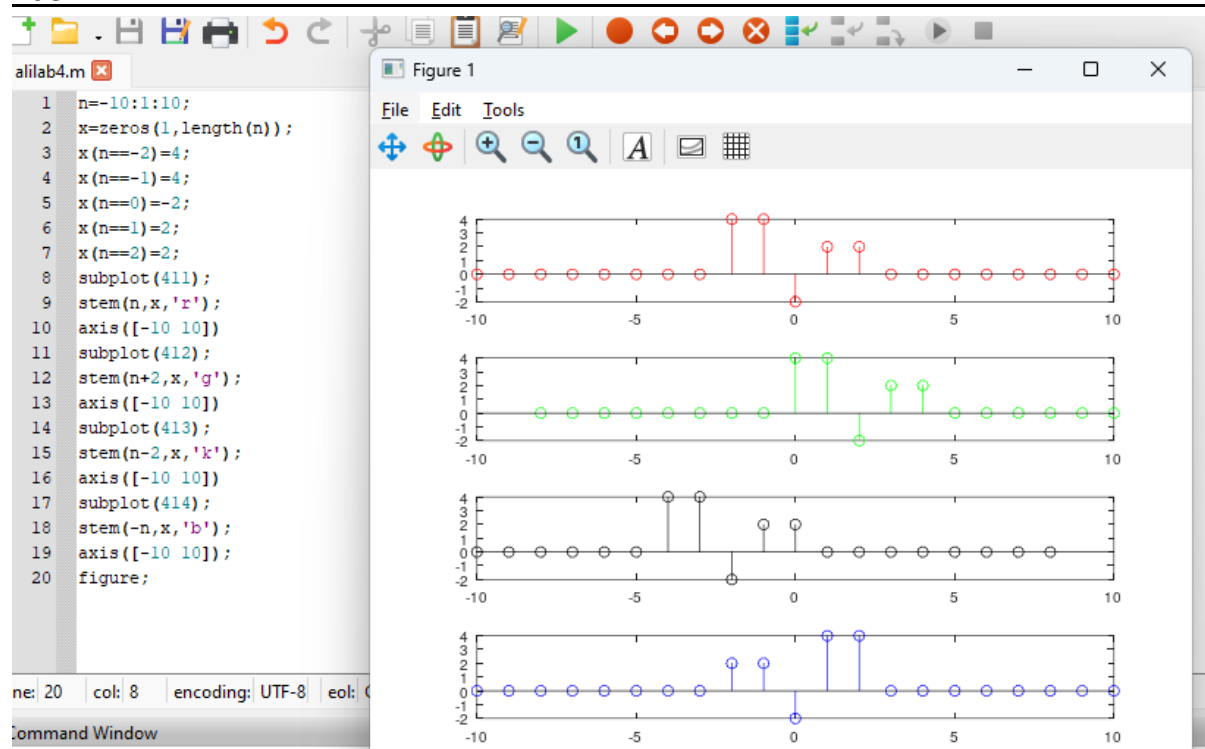 alilab4.m
1 n=-10:1:10;
2 x=zeros(1,length(n));
3 x(n==-2)=4;
4 x(n==-1)=4;
5 x(n==0)=-2;
6 x(n==1)=2;
7 x(n==2)=2;
8 subplot(411);
9 stem(n,x,'r');
10 axis([-10 10])
11 subplot(412);
12 stem(n+2,x,'g');
13 axis([-10 10])
14 subplot(413);
15 stem(n-2,x,'k');
16 axis([-10 10])
17 subplot(414);
18 stem(-n,x,'b');
19 axis([-10 10]);
20 figure;
ne: 20 col: 8 encoding: UTF-8 eol:
Command Window
Figure 1
File Edit Tools
A
4
3
2
1
0
-1
-2
-10 -5 0 5 10
4
3
2
1
0
-1
-2
-10 -5 0 5 10
4
3
2
1
0
-1
-2
-10 -5 0 5 10
4
3
2
1
0
-1
-2
-10 -5 0 5 10